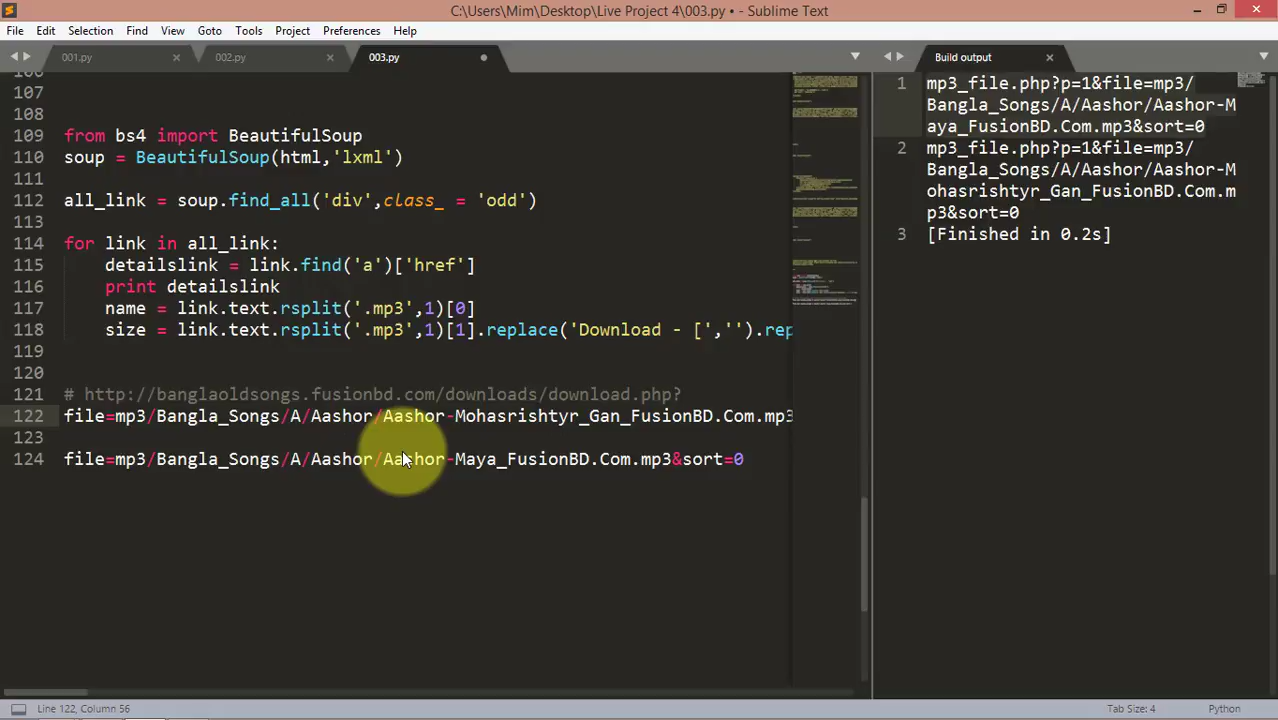 C:\Users\Mim\Desktop\Live Project 4\003.py • - Sublime Text
File Edit Selection Find View Goto Tools Project Preferences Help
001.py 002.py 003.py
107
108
109 from bs4 import BeautifulSoup
110 soup = BeautifulSoup(html,'lxml')
111
112 all_link = soup.find_all('div',class_ = 'odd')
113
114 for link in all_link:
115 detailslink = link.find('a')['href']
116 print detailslink
117 name = link.text.rsplit('.mp3',1)[0]
118 size = link.text.rsplit('.mp3',1)[1].replace('Download - [','').rep
119
120
121 # http://banglaoldsongs.fusionbd.com/downloads/download.php?
122 file=mp3/Bangla_Songs/A/Aashor/Aashor-Mohasrishtyr_Gan_FusionBD.Com.mp3
123
124 file=mp3/Bangla_Songs/A/Aashor/Aashor-Maya_FusionBD.Com.mp3&sort=0
Build output
1 mp3_file.php?p=1&file=mp3/
Bangla_Songs/A/Aashor/Aashor-M
aya_FusionBD.Com.mp3&sort=0
2 mp3_file.php?p=1&file=mp3/
Bangla_Songs/A/Aashor/Aashor-M
ohasrishtyr_Gan_FusionBD.Com.m
p3&sort=0
3 [Finished in 0.2s]
Line 122, Column 56
Tab Size: 4
Python